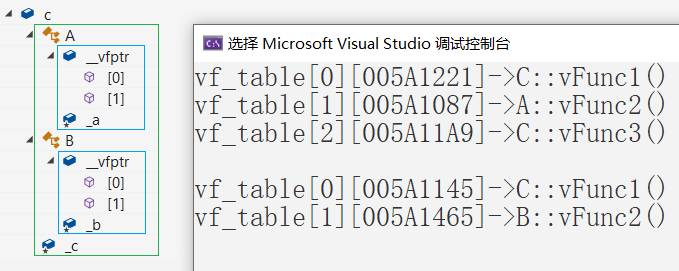 c
A
__vfptr
[0]
[1]
_a
B
__vfptr
[0]
[1]
_b
_c
选择 Microsoft Visual Studio 调试控制台
vf_table[0][005A1221]->C::vFunc1()
vf_table[1][005A1087]->A::vFunc2()
vf_table[2][005A11A9]->C::vFunc3()
vf_table[0][005A1145]->C::vFunc1()
vf_table[1][005A1465]->B::vFunc2()